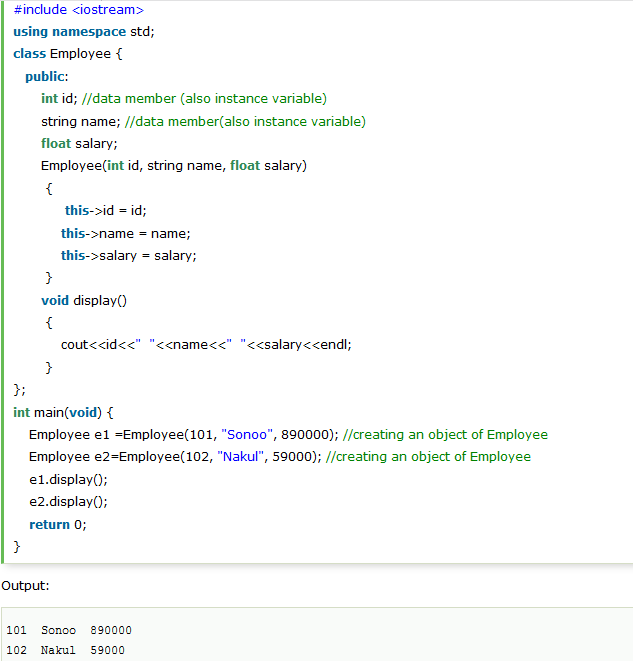 #include <iostream>
using namespace std;
class Employee {
public:
int id; //data member (also instance variable)
string name; //data member(also instance variable)
float salary;
Employee(int id, string name, float salary)
{
this->id = id;
this->name = name;
this->salary = salary;
}
void display()
{
cout<<id<<"  "<<name<<"  "<<salary<<endl;
}
};
int main(void) {
Employee e1 =Employee(101, "Sonoo", 890000); //creating an object of Employee
Employee e2=Employee(102, "Nakul", 59000); //creating an object of Employee
e1.display();
e2.display();
return 0;
}
Output:
101  Sonoo  890000
102  Nakul  59000